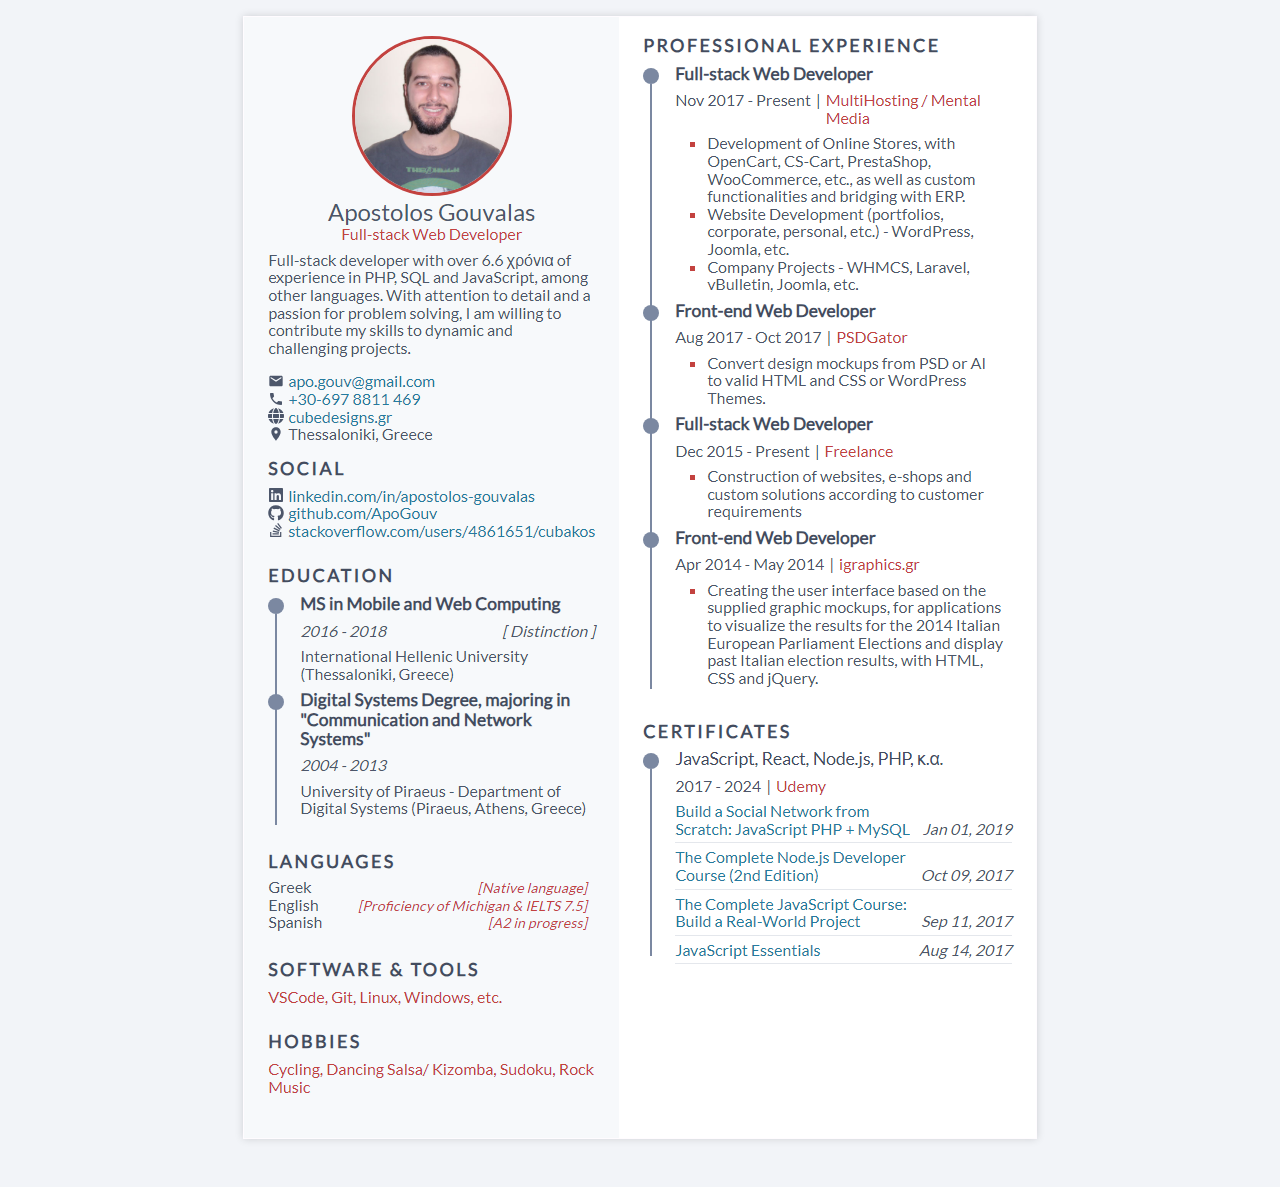 Apostolos Gouvalas
Full-stack Web Developer
Full-stack developer with over 6.6 χρόνια of
experience in PHP, SQL and JavaScript, among
other languages. With attention to detail and a
passion for problem solving, I am willing to
contribute my skills to dynamic and
challenging projects.
apo.gouv@gmail.com
+30-697 8811 469
cubedesigns.gr
Thessaloniki, Greece
SOCIAL
linkedin.com/in/apostolos-gouvalas
github.com/ApoGouv
stackoverflow.com/users/4861651/cubakos
EDUCATION
MS in Mobile and Web Computing
2016 - 2018 [ Distinction ]
International Hellenic University
(Thessaloniki, Greece)
Digital Systems Degree, majoring in
"Communication and Network
Systems"
2004 - 2013
University of Piraeus - Department of
Digital Systems (Piraeus, Athens, Greece)
LANGUAGES
Greek [Native language]
English [Proficiency of Michigan & IELTS 7.5]
Spanish [A2 in progress]
SOFTWARE & TOOLS
VSCode, Git, Linux, Windows, etc.
HOBBIES
Cycling, Dancing Salsa/ Kizomba, Sudoku, Rock
Music
PROFESSIONAL EXPERIENCE
Full-stack Web Developer
Nov 2017 - Present | MultiHosting / Mental
Media
Development of Online Stores, with
OpenCart, CS-Cart, PrestaShop,
WooCommerce, etc., as well as custom
functionalities and bridging with ERP.
Website Development (portfolios,
corporate, personal, etc.) - WordPress,
Joomla, etc.
Company Projects - WHMCS, Laravel,
vBulletin, Joomla, etc.
Front-end Web Developer
Aug 2017 - Oct 2017 | PSDGator
Convert design mockups from PSD or AI
to valid HTML and CSS or WordPress
Themes.
Full-stack Web Developer
Dec 2015 - Present | Freelance
Construction of websites, e-shops and
custom solutions according to customer
requirements
Front-end Web Developer
Apr 2014 - May 2014 | igraphics.gr
Creating the user interface based on the
supplied graphic mockups, for applications
to visualize the results for the 2014 Italian
European Parliament Elections and display
past Italian election results, with HTML,
CSS and jQuery.
CERTIFICATES
JavaScript, React, Node.js, PHP, κ.α.
2017 - 2024 | Udemy
Build a Social Network from
Scratch: JavaScript PHP + MySQL Jan 01, 2019
The Complete Node.js Developer
Course (2nd Edition) Oct 09, 2017
The Complete JavaScript Course:
Build a Real-World Project Sep 11, 2017
JavaScript Essentials Aug 14, 2017